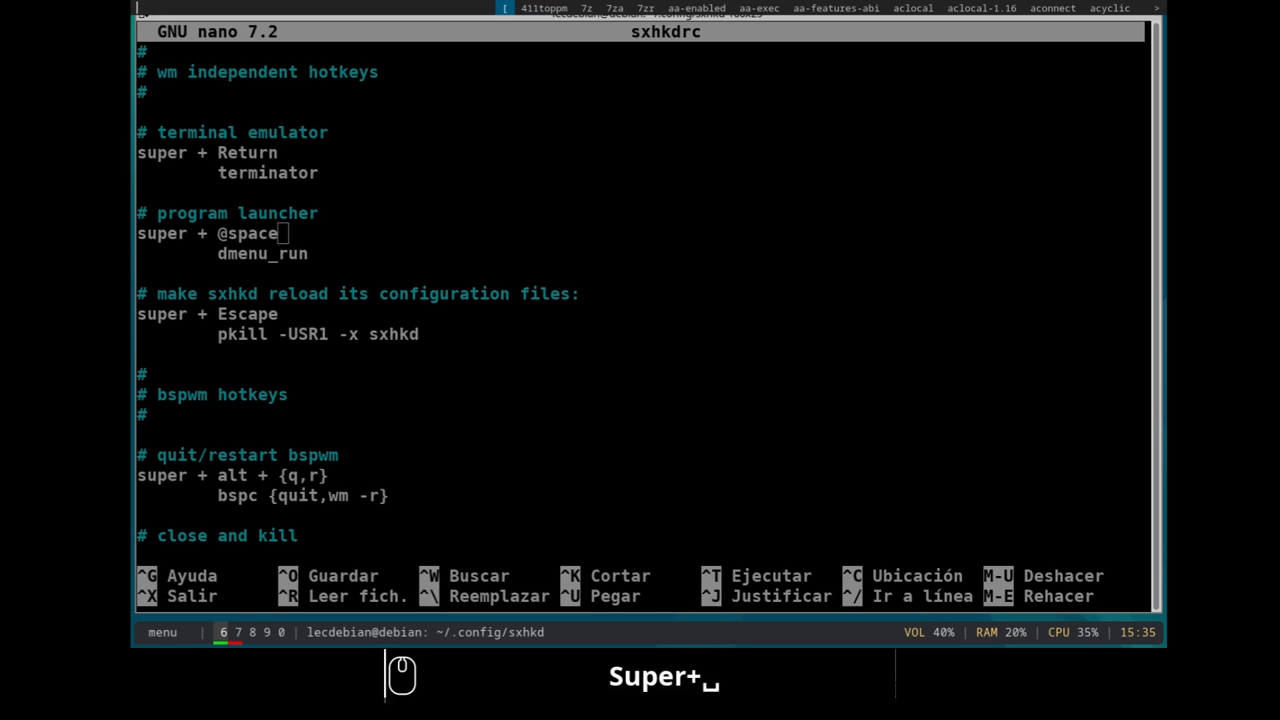 [ 411toppm 7z 7za 7zr aa-enabled aa-exec aa-features-abi aclocal aclocal-1.16 aconnect acyclic >
GNU nano 7.2 sxhkdrc
#
# wm independent hotkeys
#
# terminal emulator
super + Return
terminator
# program launcher
super + @space
dmenu_run
# make sxhkd reload its configuration files:
super + Escape
pkill -USR1 -x sxhkd
#
# bspwm hotkeys
#
# quit/restart bspwm
super + alt + {q,r}
bspc {quit,wm -r}
# close and kill
^G Ayuda ^O Guardar ^W Buscar ^K Cortar ^T Ejecutar ^C Ubicación M-U Deshacer
^X Salir ^R Leer fich. ^\ Reemplazar ^U Pegar ^J Justificar ^/ Ir a línea M-E Rehacer
menu | 6 7 8 9 0 | lecdebian@debian: ~/.config/sxhkd VOL 40% | RAM 20% | CPU 35% | 15:35
Super+␣